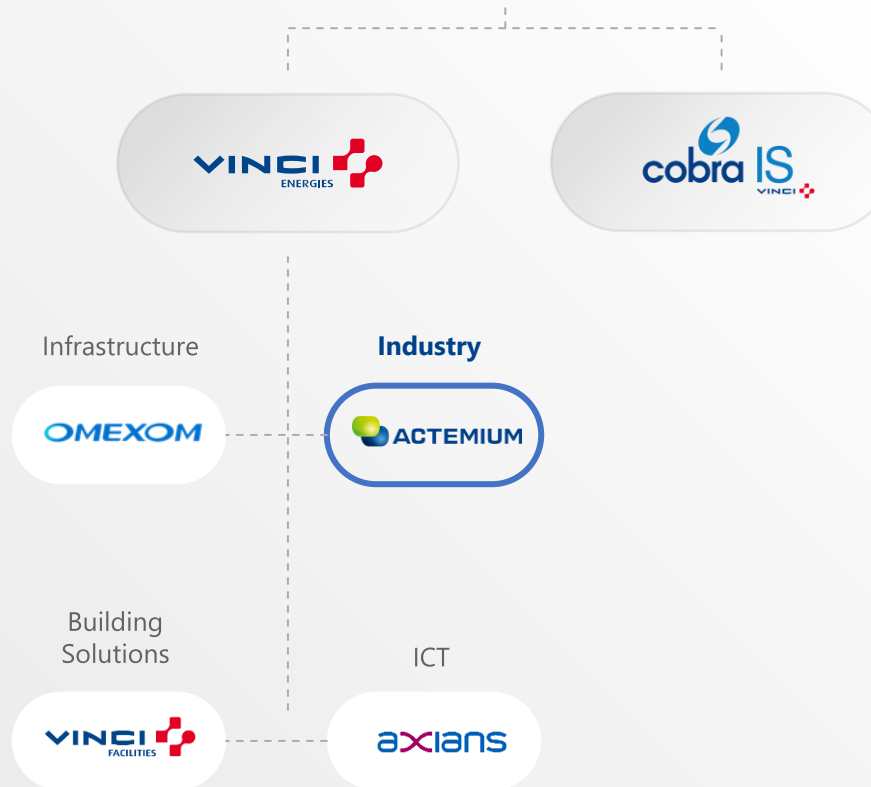 VINCI
ENERGIES
cobra IS
VINCI
Infrastructure
Industry
OMEXOM
ACTEMIUM
Building
Solutions
ICT
VINCI
FACILITIES
axians